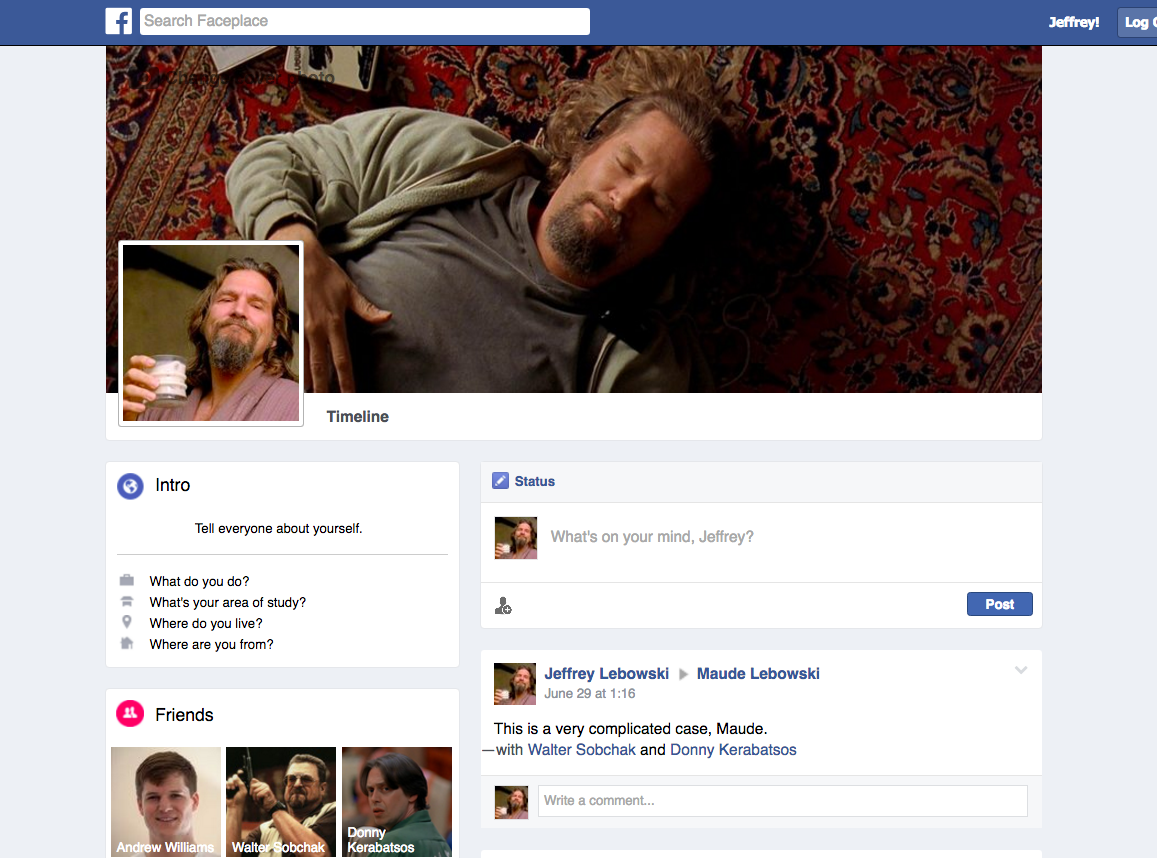 Search Faceplace
Jeffrey!
Log
Timeline
Intro
Tell everyone about yourself.
What do you do?
What's your area of study?
Where do you live?
Where are you from?
Friends
Andrew Williams
Walter Sobchak
Donny
Kerabatsos
Status
What's on your mind, Jeffrey?
Post
Jeffrey Lebowski Maude Lebowski
June 29 at 1:16
This is a very complicated case, Maude.
—with Walter Sobchak and Donny Kerabatsos
Write a comment...